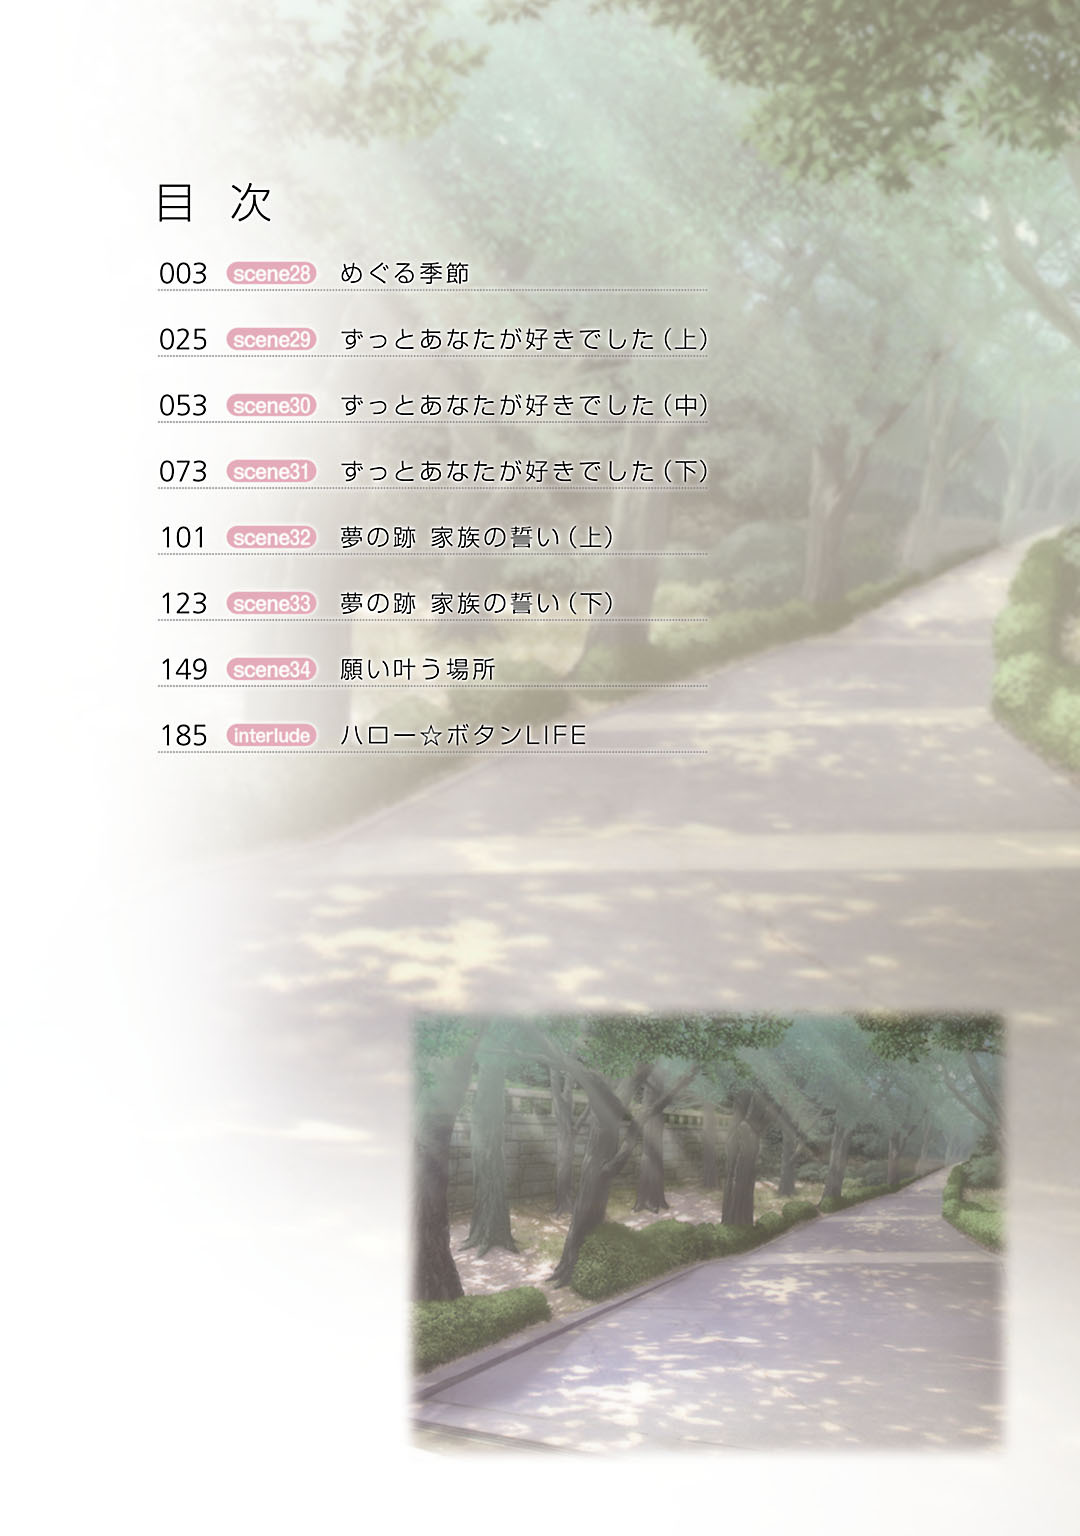 目次
003 scene28 めぐる季節
025 scene29 ずっとあなたが好きでした（上）
053 scene30 ずっとあなたが好きでした（中）
073 scene31 ずっとあなたが好きでした（下）
101 scene32 夢の跡 家族の誓い（上）
123 scene33 夢の跡 家族の誓い（下）
149 scene34 願い叶う場所
185 interlude ハロー☆ボタンLIFE